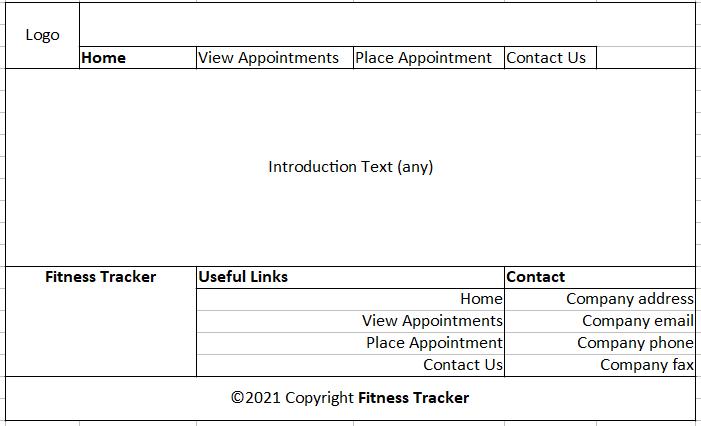 Logo
Home View Appointments Place Appointment Contact Us
Introduction Text (any)
Fitness Tracker Useful Links Contact
Home Company address
View Appointments Company email
Place Appointment Company phone
Contact Us Company fax
©2021 Copyright Fitness Tracker